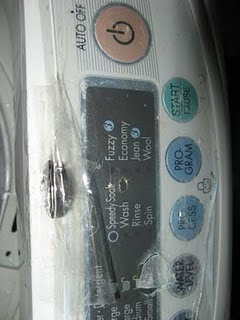 AUTO OFF
START
PAUSE
PRO-
GRAM
PRO-
CESS
WATER
LEVEL
Fuzzy
Economy
Jean
Wool
Speedy Soak
Wash
Rinse
Spin